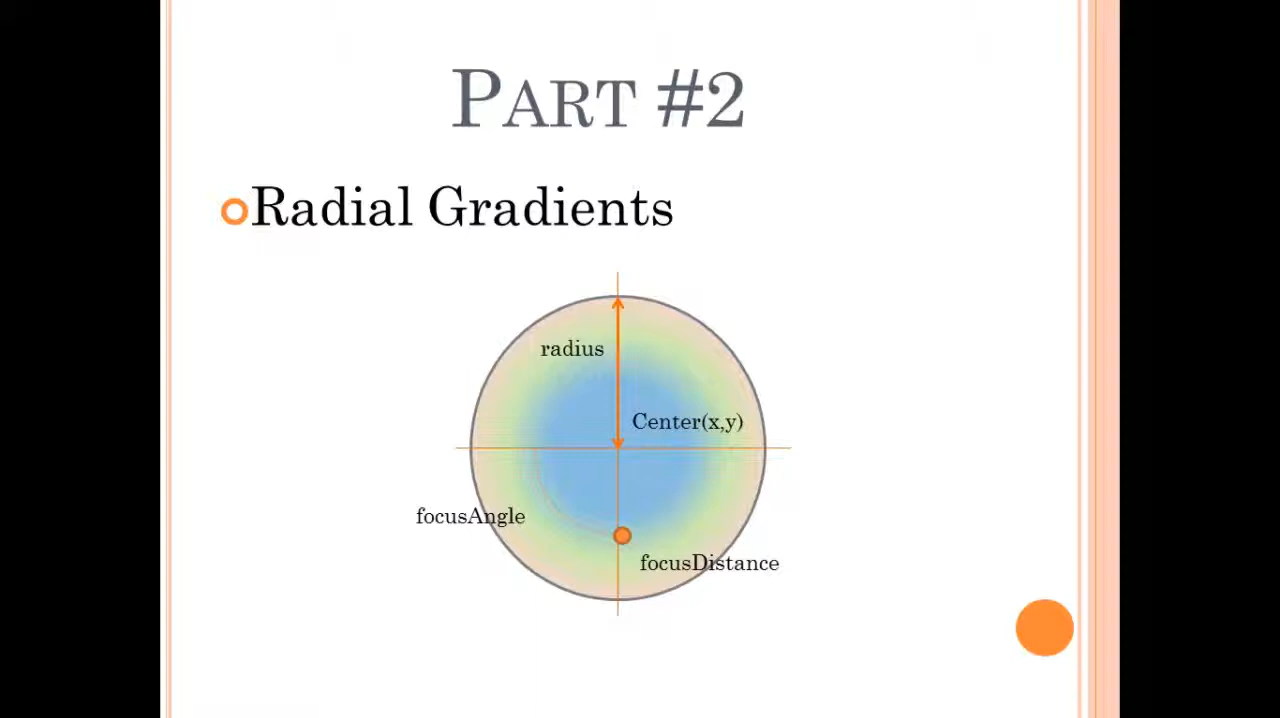 PART #2
Radial Gradients
radius
Center(x,y)
focusAngle
focusDistance